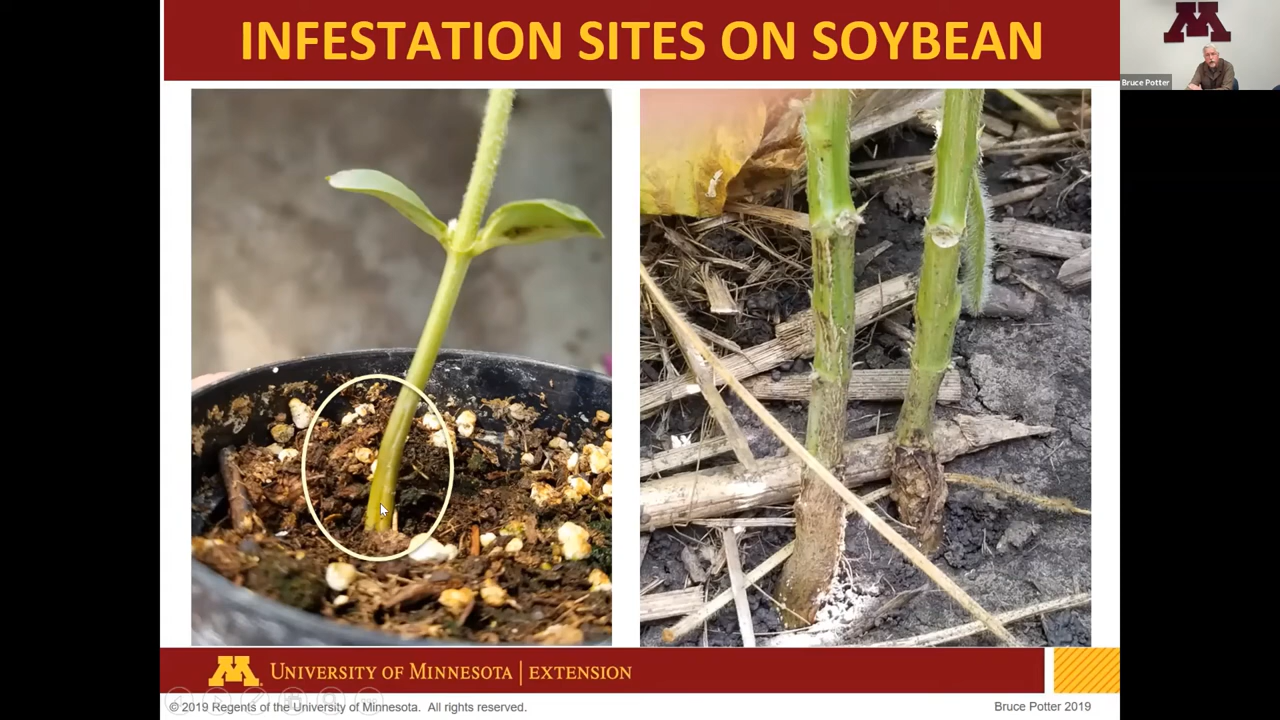 INFESTATION SITES ON SOYBEAN
Bruce Potter
UNIVERSITY OF MINNESOTA | EXTENSION
© 2019 Regents of the University of Minnesota. All rights reserved.
Bruce Potter 2019